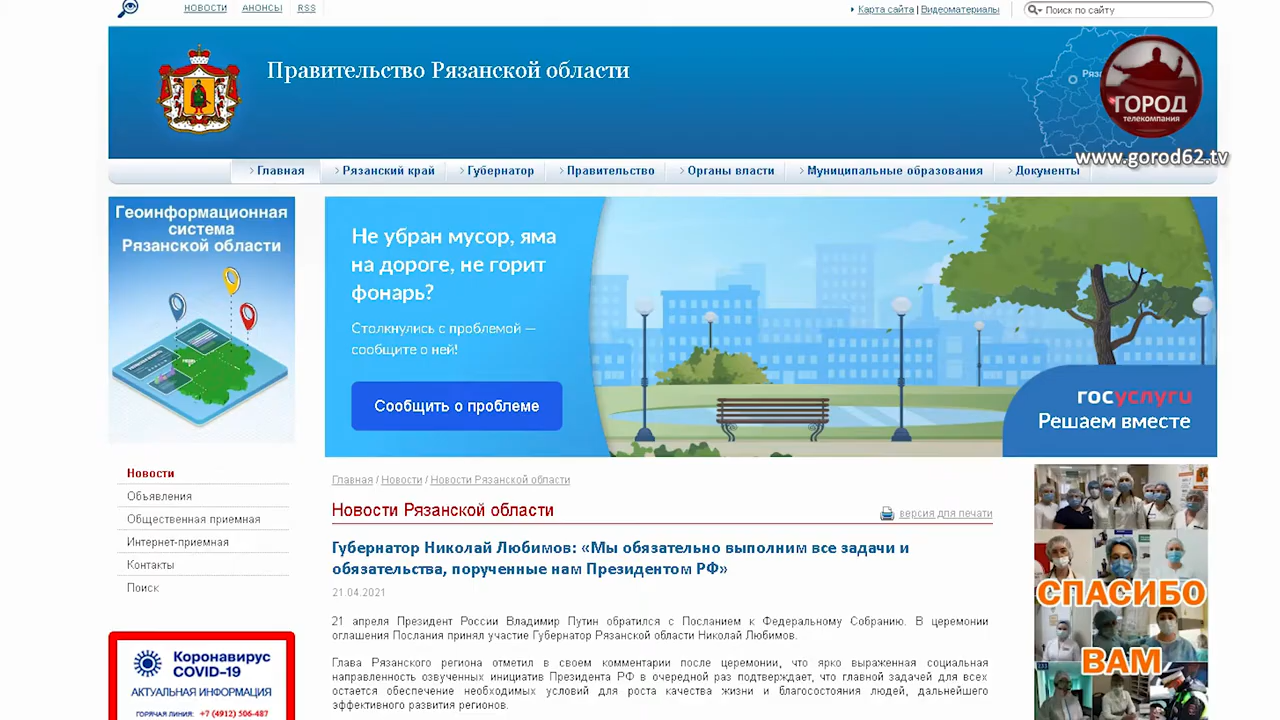 НОВОСТИ АНОНСЫ RSS
Карта сайта | Видеоматериалы
Поиск по сайту
Правительство Рязанской области
Ряза
ГОРОД
телекомпания
www.gorod62.tv
Главная
Рязанский край
Губернатор
Правительство
Органы власти
Муниципальные образования
Документы
Геоинформационная
система
Рязанской области
Не убран мусор, яма
на дороге, не горит
фонарь?
Столкнулись с проблемой —
сообщите о ней!
Сообщить о проблеме
госуслуги
Решаем вместе
Новости
Объявления
Общественная приемная
Интернет-приемная
Контакты
Поиск
Коронавирус
COVID-19
АКТУАЛЬНАЯ ИНФОРМАЦИЯ
ГОРЯЧАЯ ЛИНИЯ: +7 (4912) 506-487
Главная / Новости / Новости Рязанской области
Новости Рязанской области
версия для печати
Губернатор Николай Любимов: «Мы обязательно выполним все задачи и
обязательства, порученные нам Президентом РФ»
21.04.2021
21 апреля Президент России Владимир Путин обратился с Посланием к Федеральному Собранию. В церемонии
оглашения Послания принял участие Губернатор Рязанской области Николай Любимов.
Глава Рязанского региона отметил в своем комментарии после церемонии, что ярко выраженная социальная
направленность озвученных инициатив Президента РФ в очередной раз подтверждает, что главной задачей для всех
остается обеспечение необходимых условий для роста качества жизни и благосостояния людей, дальнейшего
эффективного развития регионов.
СПАСИБО
ВАМ